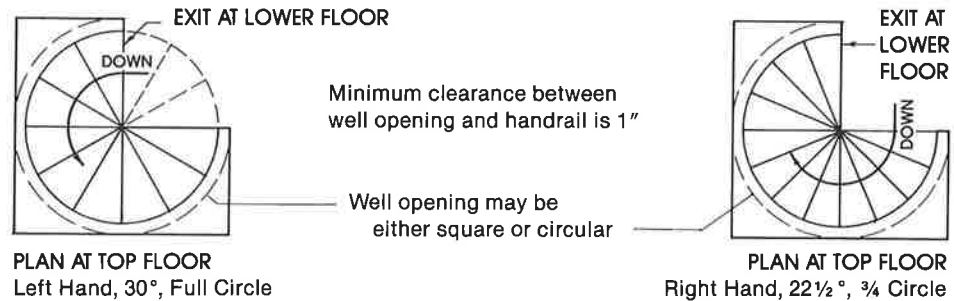 EXIT AT LOWER FLOOR
DOWN
Minimum clearance between
well opening and handrail is 1"
Well opening may be
either square or circular
PLAN AT TOP FLOOR
Left Hand, 30°, Full Circle
EXIT AT
LOWER
FLOOR
DOWN
PLAN AT TOP FLOOR
Right Hand, 22½°, ¾ Circle